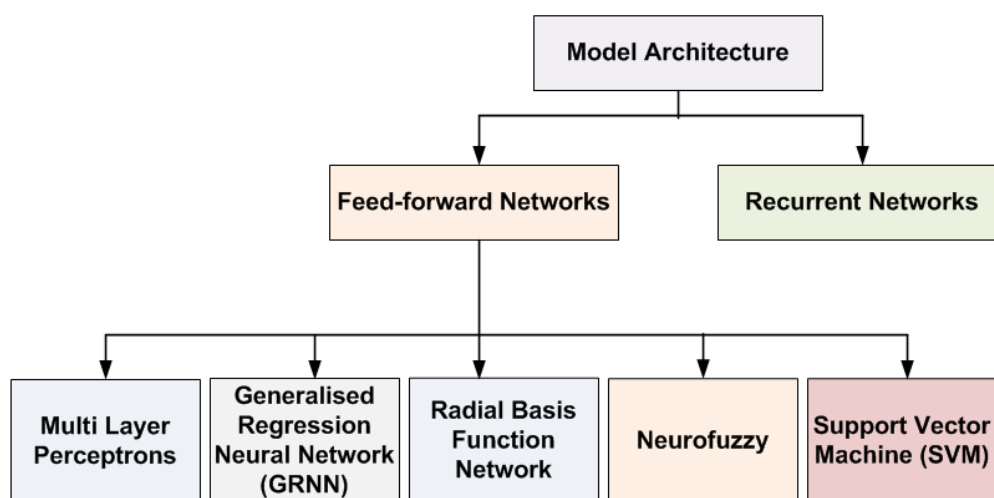 Model Architecture
Feed-forward Networks
Recurrent Networks
Multi Layer
Perceptrons
Generalised
Regression
Neural Network
(GRNN)
Radial Basis
Function
Network
Neurofuzzy
Support Vector
Machine (SVM)